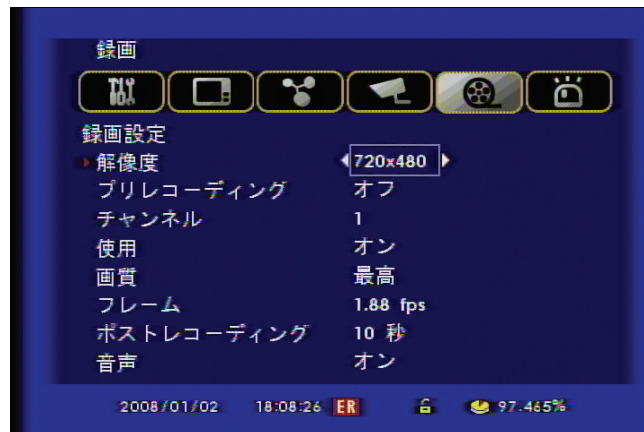 録画
録画設定
解像度 720x480
プリレコーディング オフ
チャンネル 1
使用 オン
画質 最高
フレーム 1.88 fps
ポストレコーディング 10 秒
音声 オン
2008/01/02 18:08:26 ER 97.465%